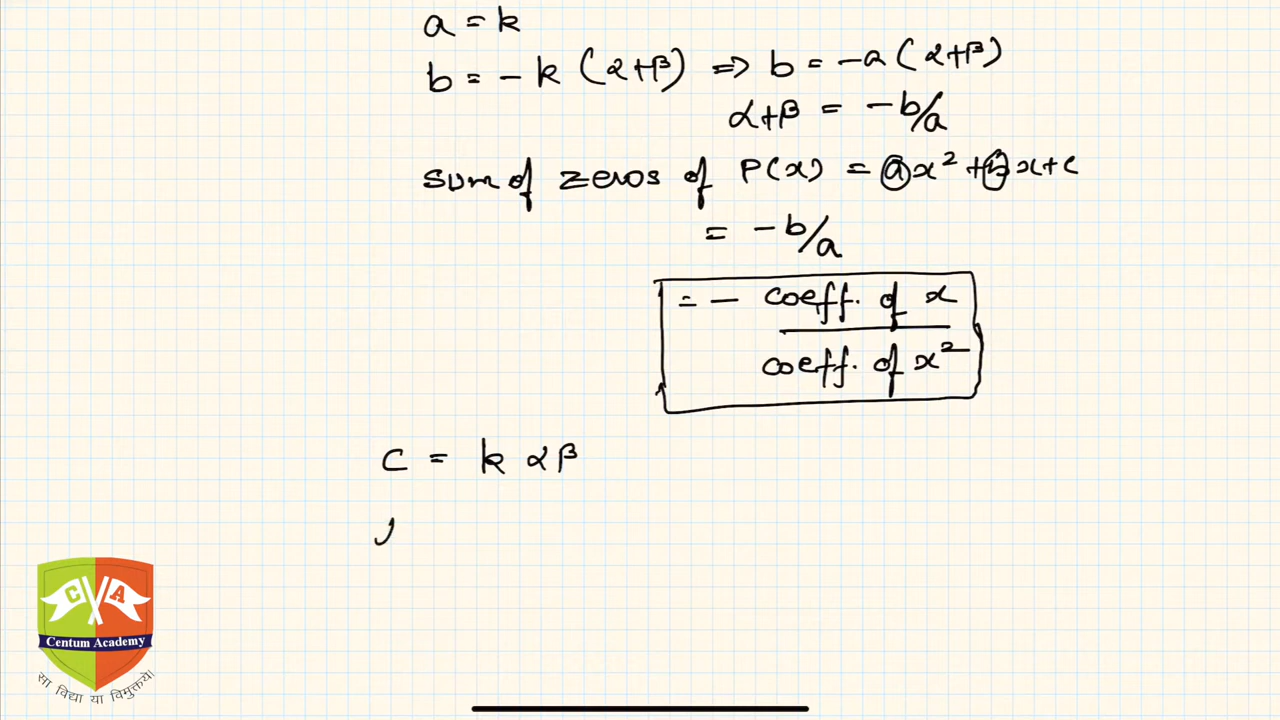 a = k
b = - k (α+β) ⇒ b = -a (α+β)
α+β = -b/a
sum of zeros of P(x) = ax² + bx + c
= -b/a
= - coeff. of x
coeff. of x²
c = k αβ
C A
Centum Academy
सा विद्या या विमुक्तये।